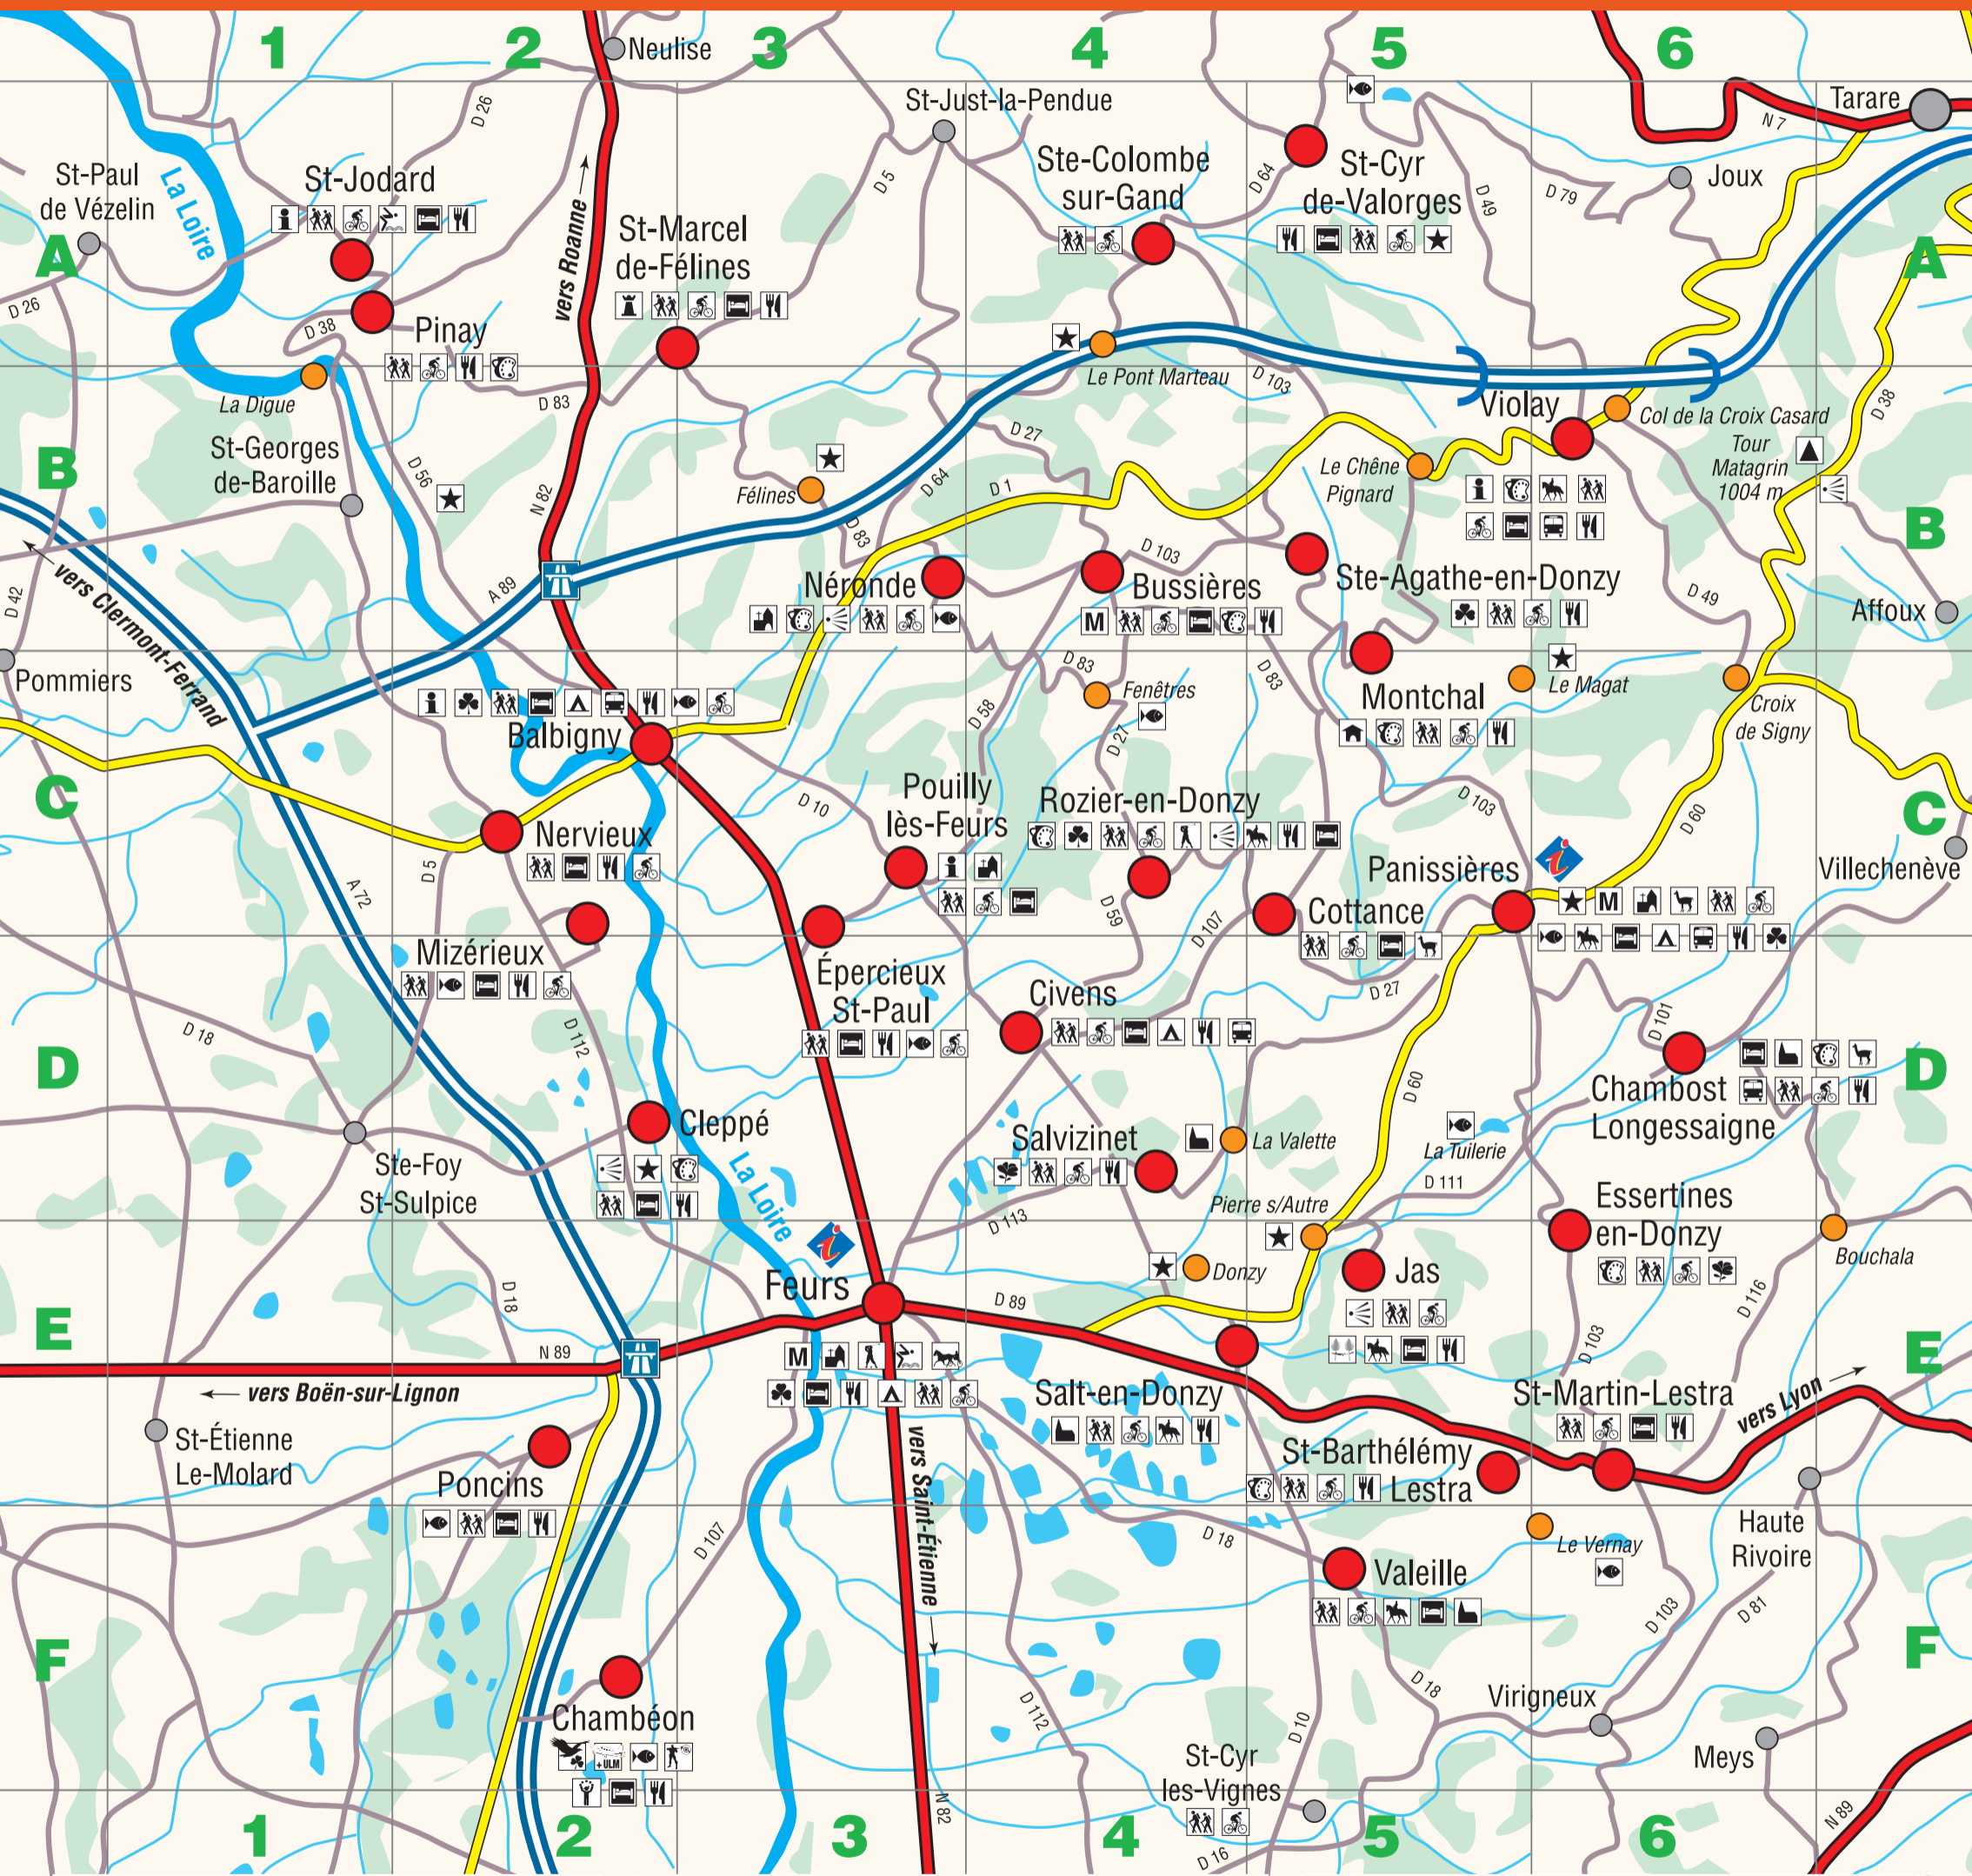 1
2
3
4
5
6
Neulise
St-Just-la-Pendue
Tarare
N 7
D 26
St-Paul
de Vézelin
La Loire
St-Jodard
D 5
Ste-Colombe
sur-Gand
D 64
St-Cyr
de-Valorges
D 49
D 79
Joux
A
A
vers Roanne
St-Marcel
de-Félines
D 26
D 38
Pinay
Le Pont Marteau
D 103
La Digue
D 83
Violay
Col de la Croix Casard
D 38
St-Georges
de-Baroille
D 56
B
Félines
D 27
D 64
D 1
Le Chêne
Pignard
Tour
Matagrin
1004 m
N 82
D 83
B
vers Clermont-Ferrand
D 42
A 89
Néronde
D 103
Bussières
M
Ste-Agathe-en-Donzy
D 49
Affoux
Pommiers
D 83
Fenêtres
D 83
Montchal
Le Magat
Croix
de Signy
D 58
D 27
Balbigny
C
D 10
Pouilly
lès-Feurs
Rozier-en-Donzy
D 103
D 60
C
Nervieux
D 5
A 72
Panissières
M
Villechenève
D 59
D 107
Cottance
Mizérieux
Épercieux
St-Paul
Civens
D 27
D 101
D 18
D 112
D
D
D 60
Chambost
Longessaigne
Cleppé
Salvizinet
La Valette
La Tuilerie
Ste-Foy
St-Sulpice
La Loire
D 113
Pierre s/Autre
D 111
Essertines
en-Donzy
Bouchala
Feurs
Donzy
Jas
D 18
D 89
D 116
E
N 89
M
D 103
E
vers Boën-sur-Lignon
Salt-en-Donzy
St-Martin-Lestra
vers Lyon
St-Étienne
Le-Molard
Poncins
vers Saint-Étienne
St-Barthélémy
Lestra
D 107
D 18
Le Vernay
Haute
Rivoire
Valeille
D 103
D 81
F
F
Chambéon
+ ULM
D 112
D 10
D 18
Virigneux
Meys
St-Cyr
les-Vignes
N 82
D 16
N 89
1
2
3
4
5
6